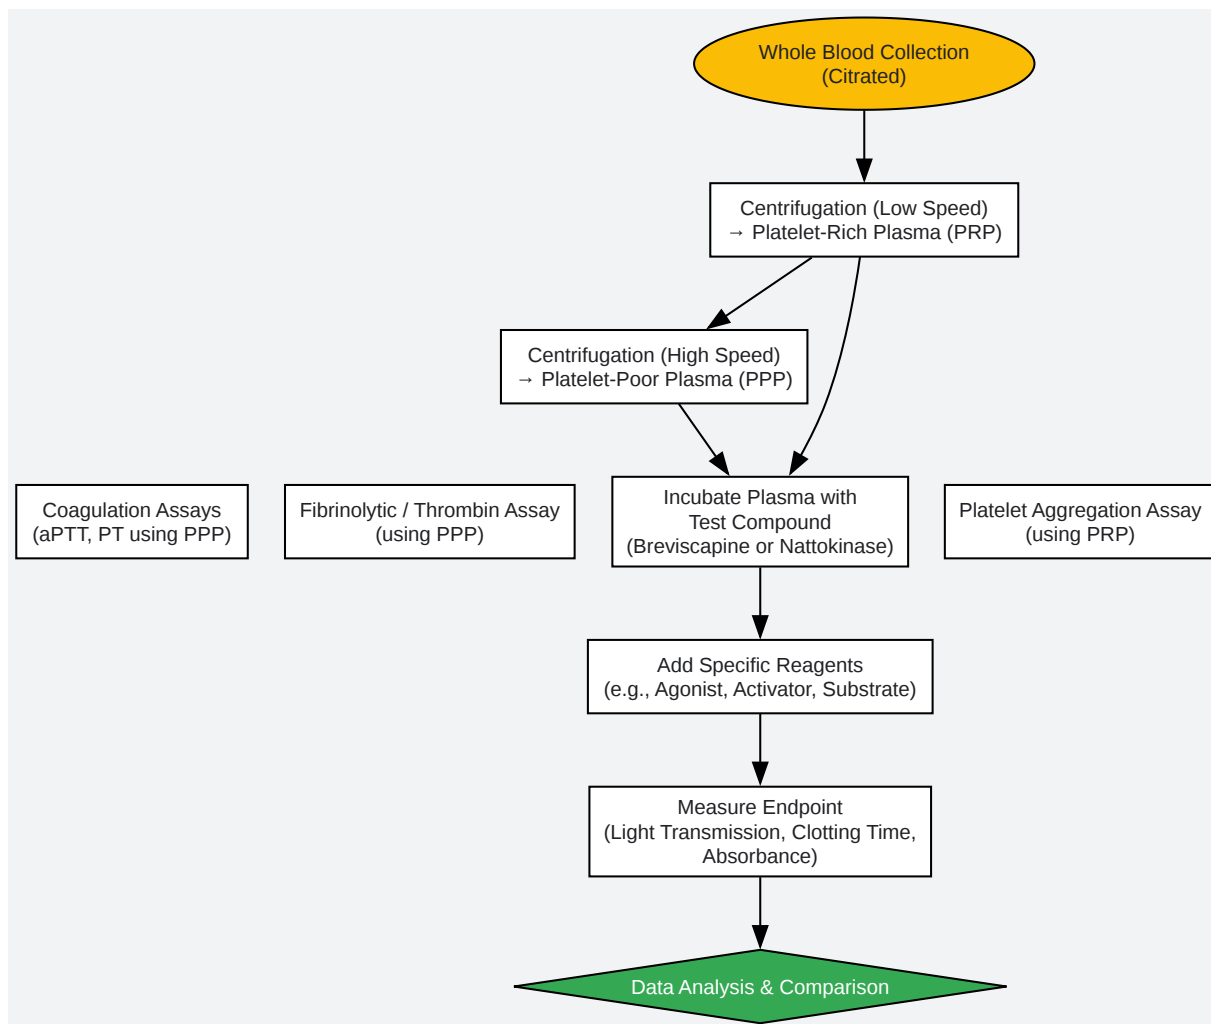 Whole Blood Collection
(Citrated)
Centrifugation (Low Speed)
→ Platelet-Rich Plasma (PRP)
Centrifugation (High Speed)
→ Platelet-Poor Plasma (PPP)
Coagulation Assays
(aPTT, PT using PPP)
Fibrinolytic / Thrombin Assay
(using PPP)
Incubate Plasma with
Test Compound
(Breviscapine or Nattokinase)
Platelet Aggregation Assay
(using PRP)
Add Specific Reagents
(e.g., Agonist, Activator, Substrate)
Measure Endpoint
(Light Transmission, Clotting Time,
Absorbance)
Data Analysis & Comparison